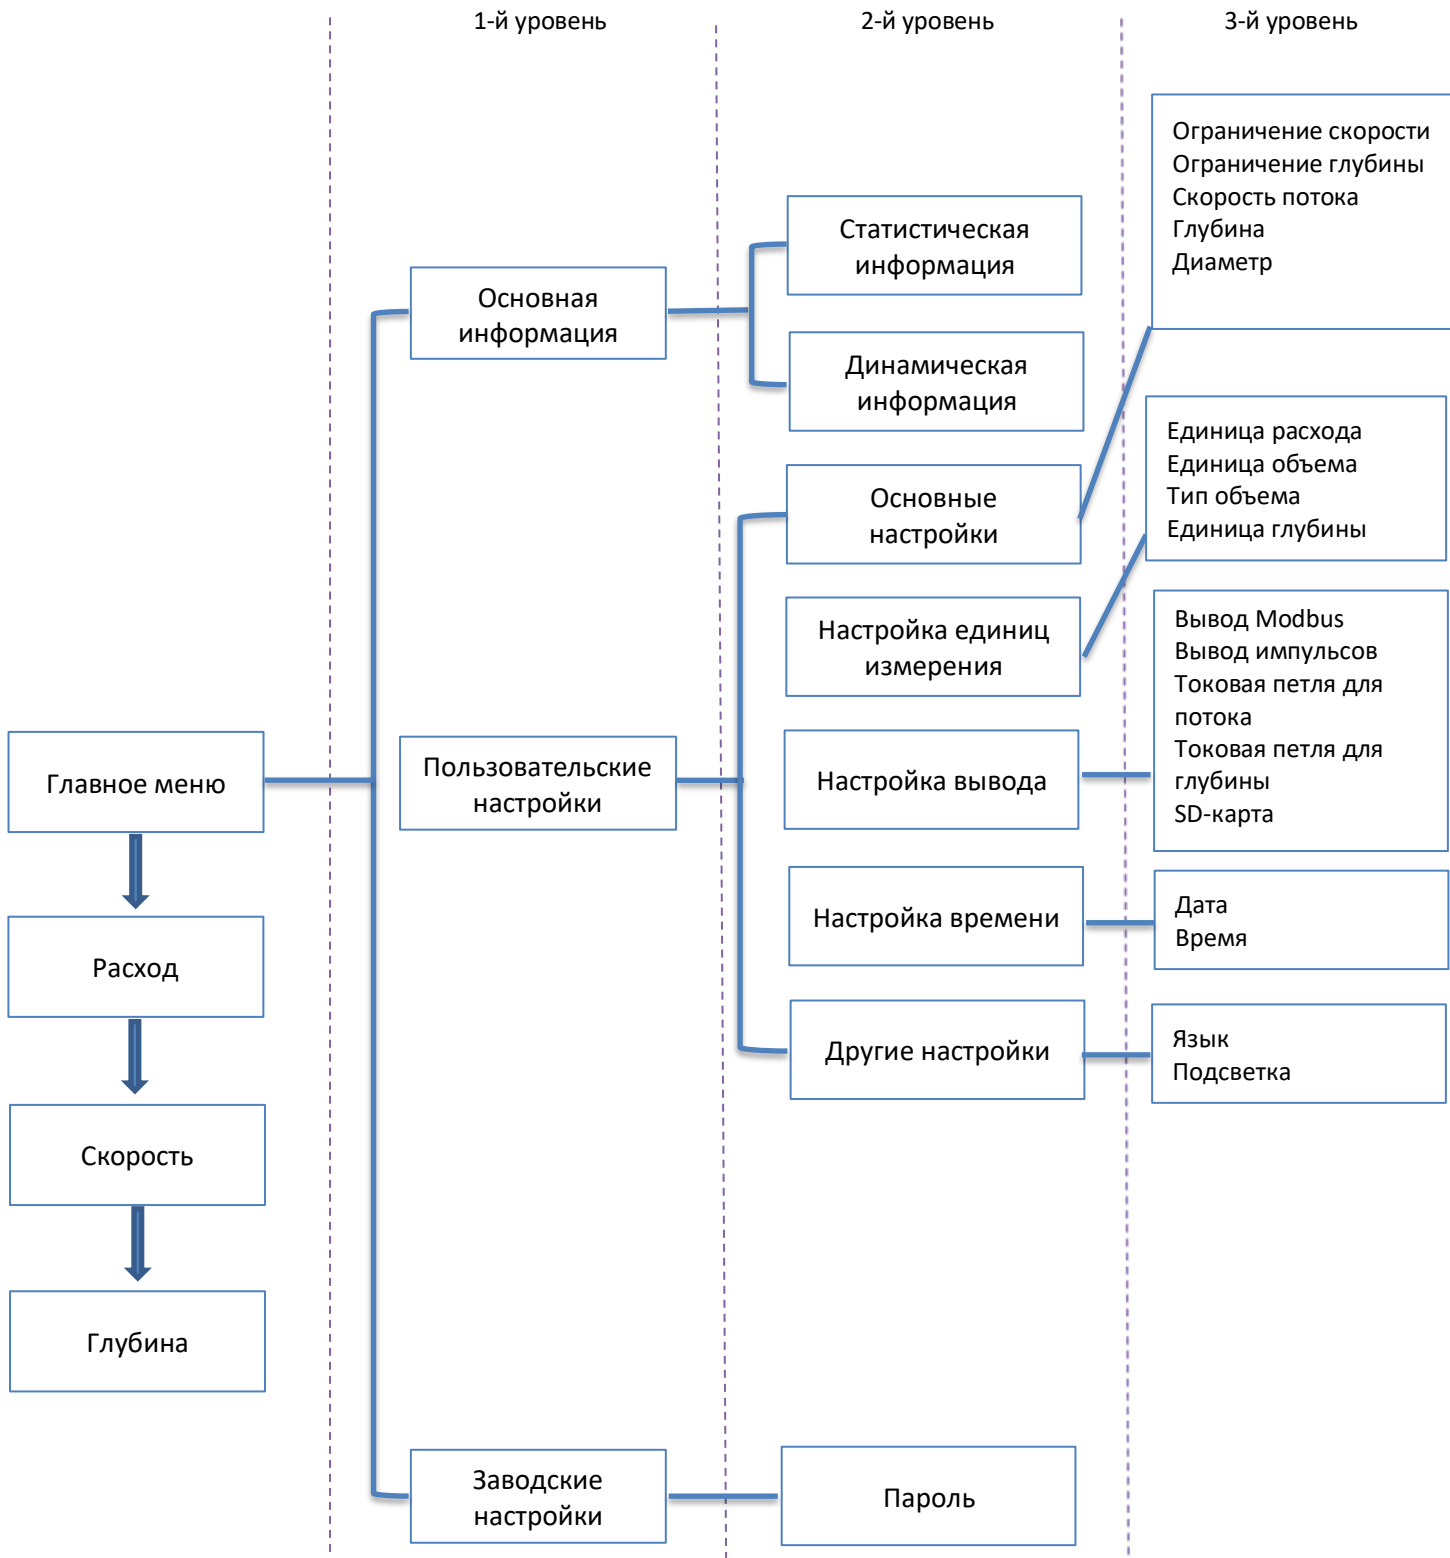 1-й уровень
2-й уровень
3-й уровень
Ограничение скорости
Ограничение глубины
Скорость потока
Глубина
Диаметр
Статистическая
информация
Основная
информация
Динамическая
информация
Единица расхода
Единица объема
Тип объема
Единица глубины
Основные
настройки
Настройка единиц
измерения
Вывод Modbus
Вывод импульсов
Токовая петля для
потока
Токовая петля для
глубины
SD-карта
Главное меню
Пользовательские
настройки
Настройка вывода
Настройка времени
Дата
Время
Расход
Другие настройки
Язык
Подсветка
Скорость
Глубина
Заводские
настройки
Пароль